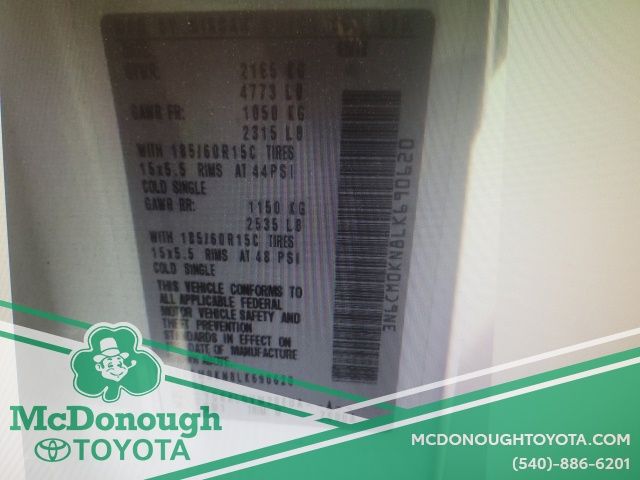 2165 KG
4773 LB
GAWR FR: 1050 KG
2315 LB
WITH 185/60R15C TIRES
15x5.5 RIMS AT 44PSI
COLD SINGLE
GAWR RR: 1150 KG
2535 LB
WITH 185/60R15C TIRES
15x5.5 RIMS AT 48 PSI
COLD SINGLE
THIS VEHICLE CONFORMS TO
ALL APPLICABLE FEDERAL
MOTOR VEHICLE SAFETY AND
THEFT PREVENTION
STANDARDS IN EFFECT ON
DATE OF MANUFACTURE
3N6CM0KN8LK690620
McDonough
TOYOTA
MCDONOUGHTOYOTA.COM
(540)-886-6201